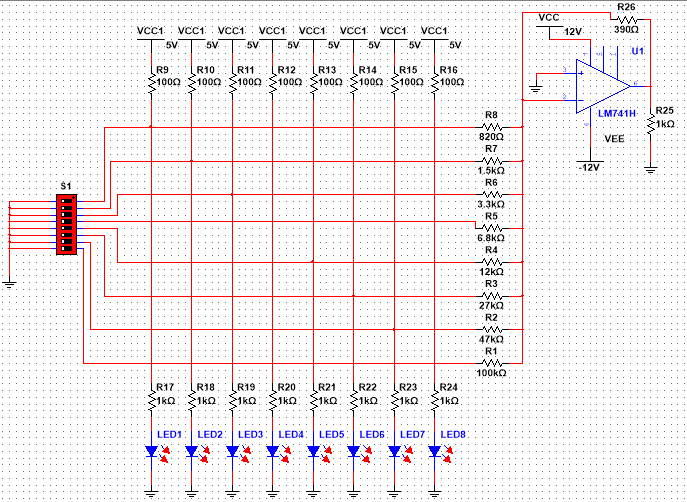 R26
390Ω
VCC
12V
U1
VCC1 VCC1 VCC1 VCC1 VCC1 VCC1 VCC1 VCC1
5V 5V 5V 5V 5V 5V 5V 5V
R9 R10 R11 R12 R13 R14 R15 R16
100Ω 100Ω 100Ω 100Ω 100Ω 100Ω 100Ω 100Ω
3
2
6
LM741H
R25
1kΩ
VEE
-12V
R8
820Ω
R7
1.5kΩ
R6
3.3kΩ
R5
6.8kΩ
R4
12kΩ
R3
27kΩ
R2
47kΩ
R1
100kΩ
S1
R17 R18 R19 R20 R21 R22 R23 R24
1kΩ 1kΩ 1kΩ 1kΩ 1kΩ 1kΩ 1kΩ 1kΩ
LED1 LED2 LED3 LED4 LED5 LED6 LED7 LED8